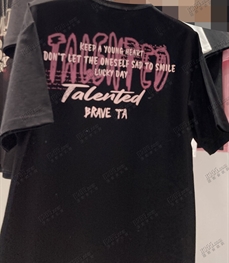 TALENTED
KEEP A YOUNG HEART
DON'T LET THE ONESELF SAD TO SMILE
LUCKY DAY
Talented
BRAVE TA